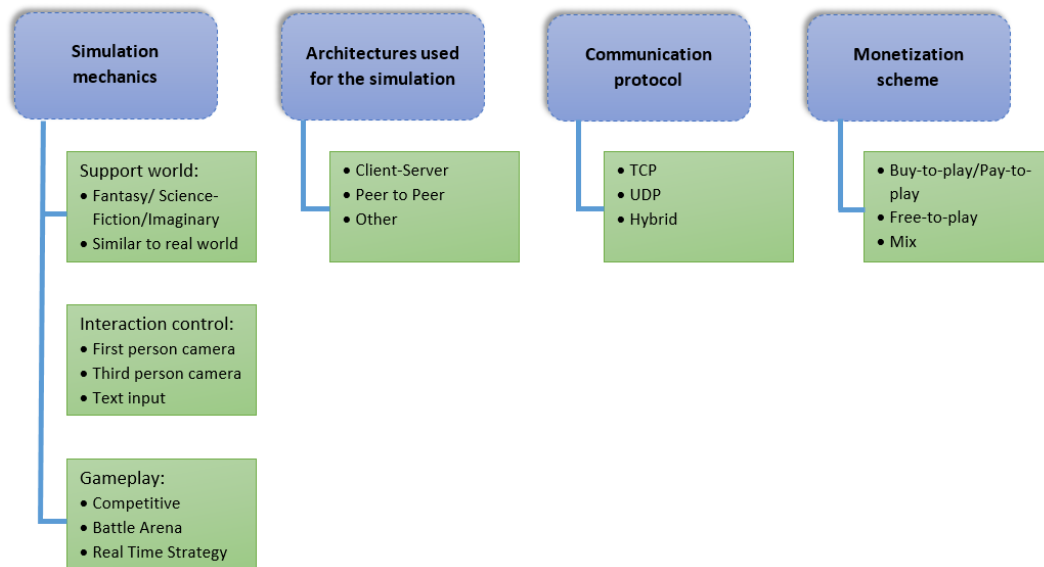 Simulation
mechanics
Support world:
• Fantasy/ Science-
Fiction/Imaginary
• Similar to real world
Interaction control:
• First person camera
• Third person camera
• Text input
Gameplay:
• Competitive
• Battle Arena
• Real Time Strategy
Architectures used
for the simulation
• Client-Server
• Peer to Peer
• Other
Communication
protocol
• TCP
• UDP
• Hybrid
Monetization
scheme
• Buy-to-play/Pay-to-
play
• Free-to-play
• Mix